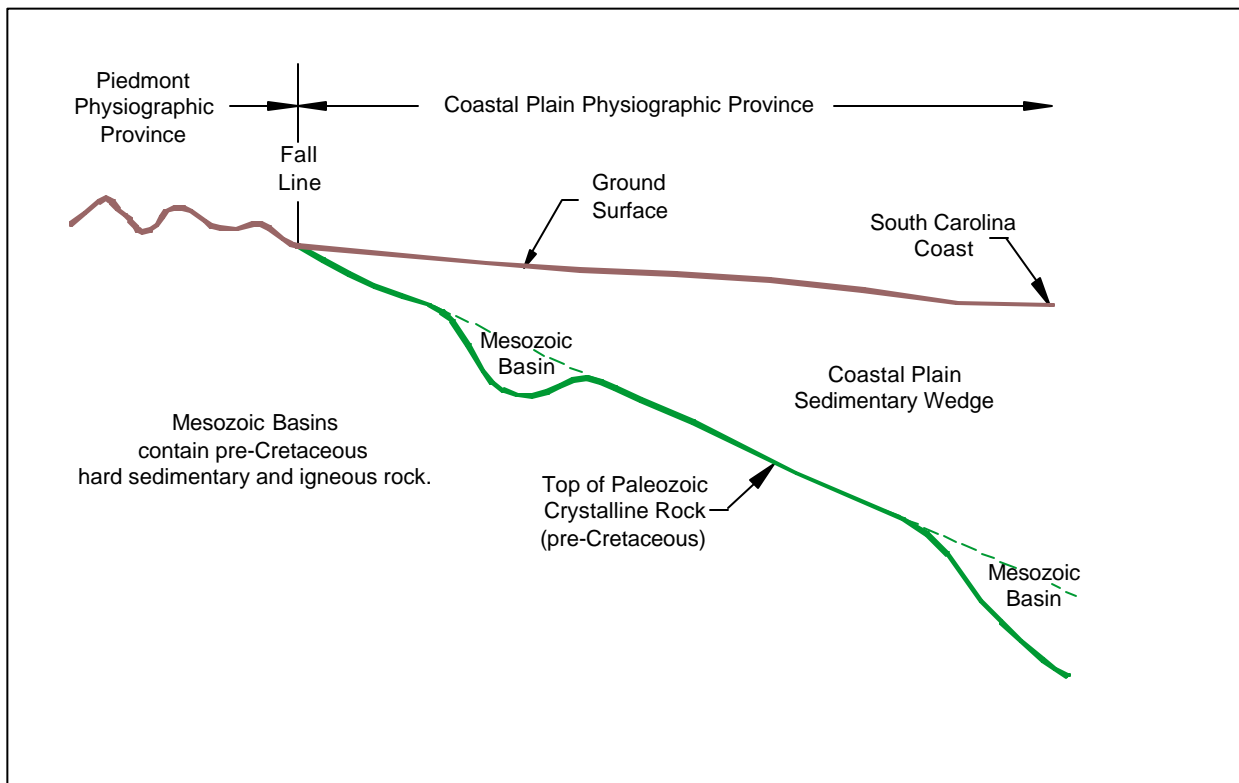 Piedmont
Physiographic
Province
Coastal Plain Physiographic Province
Fall
Line
Ground
Surface
South Carolina
Coast
Mesozoic
Basin
Coastal Plain
Sedimentary Wedge
Mesozoic Basins
contain pre-Cretaceous
hard sedimentary and igneous rock.
Top of Paleozoic
Crystalline Rock
(pre-Cretaceous)
Mesozoic
Basin